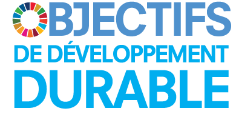 OBJECTIFS
DE DÉVELOPPEMENT
DURABLE